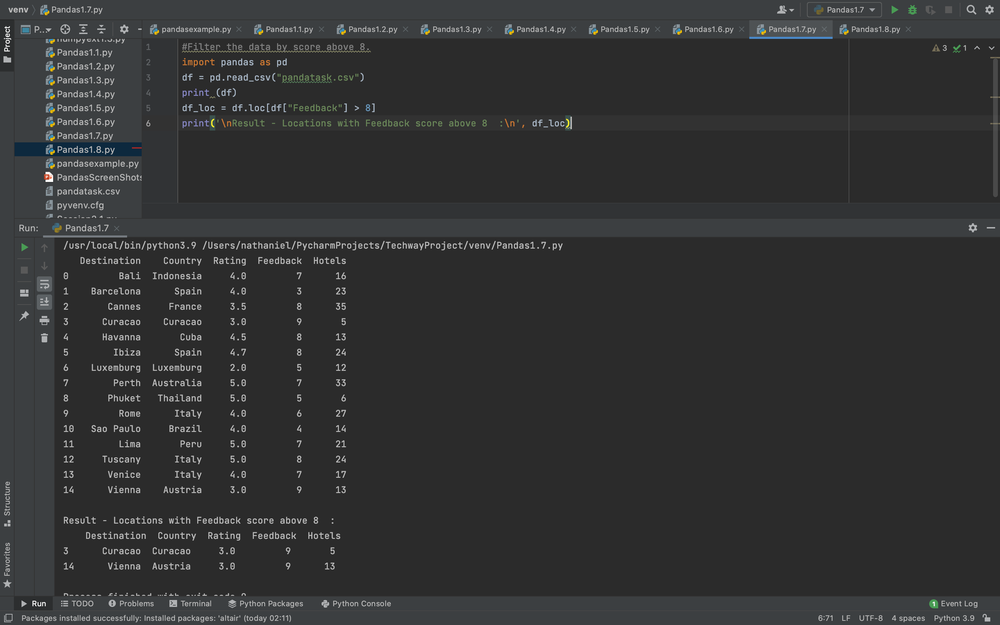 venv Pandas1.7.py Pandas1.7
Project P... pandasexample.py Pandas1.1.py Pandas1.2.py Pandas1.3.py Pandas1.4.py Pandas1.5.py Pandas1.6.py Pandas1.7.py Pandas1.8.py
numpyext1.3.py
Pandas1.1.py
Pandas1.2.py
Pandas1.3.py
Pandas1.4.py
Pandas1.5.py
Pandas1.6.py
Pandas1.7.py
Pandas1.8.py
pandasexample.py
PandasScreenShots
pandatask.csv
pyvenv.cfg
Session2.1.py
1 #Filter the data by score above 8.
3 1
2 import pandas as pd
3 df = pd.read_csv("pandatask.csv")
4 print (df)
5 df_loc = df.loc[df["Feedback"] > 8]
6 print('\nResult - Locations with Feedback score above 8  :\n', df_loc)
Run: Pandas1.7
/usr/local/bin/python3.9 /Users/nathaniel/PycharmProjects/TechwayProject/venv/Pandas1.7.py
Destination Country Rating Feedback Hotels
0 Bali Indonesia 4.0 7 16
1 Barcelona Spain 4.0 3 23
2 Cannes France 3.5 8 35
3 Curacao Curacao 3.0 9 5
4 Havanna Cuba 4.5 8 13
5 Ibiza Spain 4.7 8 24
6 Luxemburg Luxemburg 2.0 5 12
7 Perth Australia 5.0 7 33
8 Phuket Thailand 5.0 5 6
9 Rome Italy 4.0 6 27
10 Sao Paulo Brazil 4.0 4 14
11 Lima Peru 5.0 7 21
12 Tuscany Italy 5.0 8 24
13 Venice Italy 4.0 7 17
14 Vienna Austria 3.0 9 13
Result - Locations with Feedback score above 8  :
Destination Country Rating Feedback Hotels
3 Curacao Curacao 3.0 9 5
14 Vienna Austria 3.0 9 13
Process finished with exit code 0
Structure
Favorites
Run TODO Problems Terminal Python Packages Python Console 1 Event Log
Packages installed successfully: Installed packages: 'altair' (today 02:11) 6:71 LF UTF-8 4 spaces Python 3.9